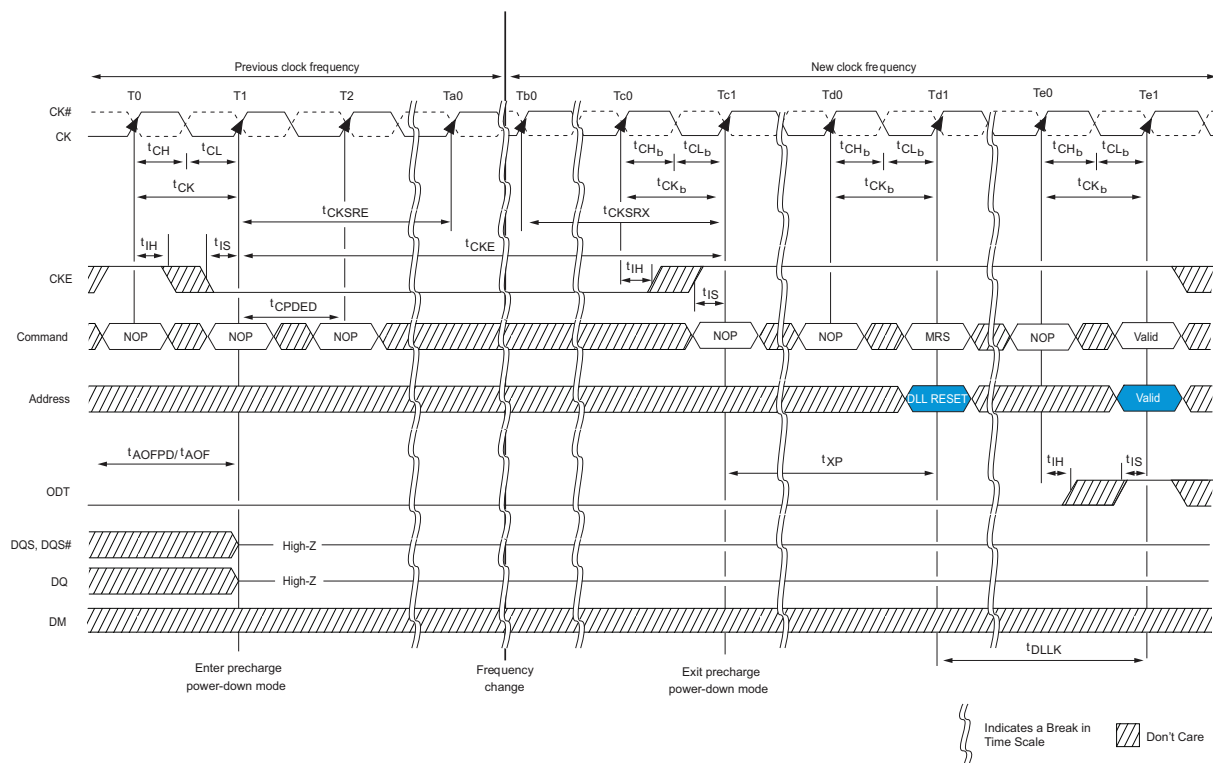 Previous clock frequency
New clock frequency
T0 T1 T2 Ta0 Tb0 Tc0 Tc1 Td0 Td1 Te0 Te1
CK#
CK
tCH tCL tCHb tCLb tCHb tCLb tCHb tCLb
tCK tCKb tCKb tCKb
tCKSRE tCKSRX
tIH tIS tCKE
CKE
tIH
tIS
tCPDED
Command NOP NOP NOP NOP NOP MRS NOP Valid
Address DLL RESET Valid
tAOFPD/tAOF tXP tIH tIS
ODT
DQS, DQS# High-Z
DQ High-Z
DM
tDLLK
Enter precharge
power-down mode
Frequency
change
Exit precharge
power-down mode
Indicates a Break in
Time Scale
Don't Care